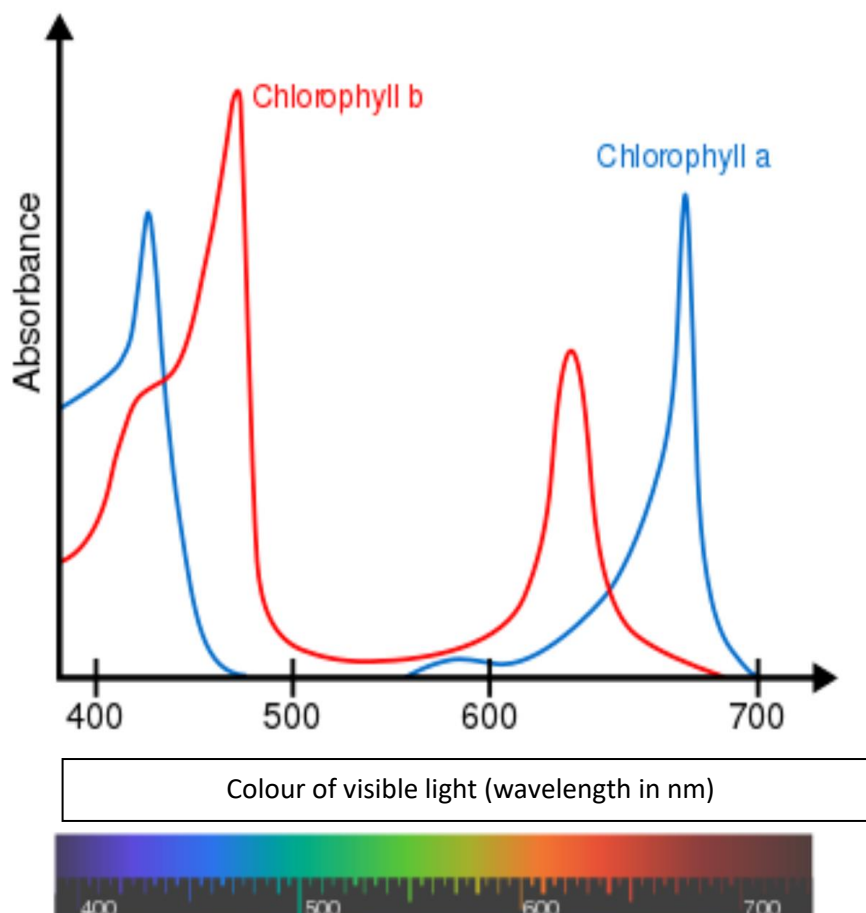 Chlorophyll b
Chlorophyll a
Absorbance
400 500 600 700
Colour of visible light (wavelength in nm)
400 500 600 700